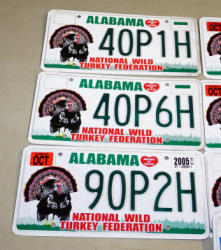 ALABAMA
40P1H
NATIONAL WILD
TURKEY FEDERATION
ALABAMA
40P6H
NATIONAL WILD
TURKEY FEDERATION
OCT
OCT ALABAMA 2005
90P2H
NATIONAL WILD
TURKEY FEDERATION